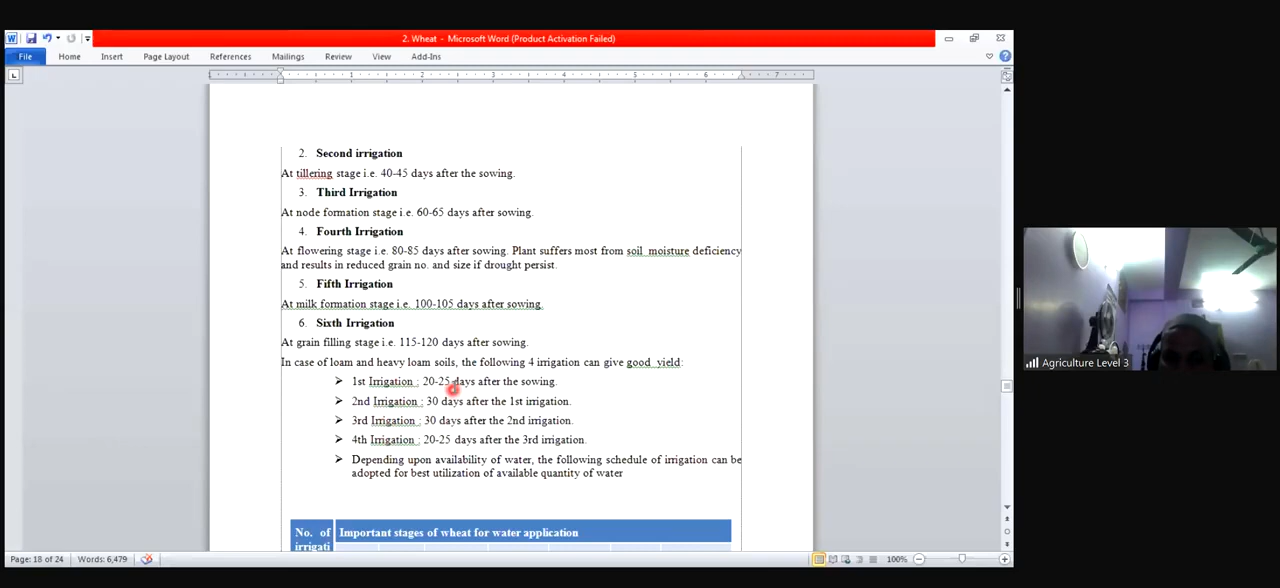 2. Wheat - Microsoft Word (Product Activation Failed)
File Home Insert Page Layout References Mailings Review View Add-Ins
1 2 3 4 5 6 7
2. Second irrigation
At tillering stage i.e. 40-45 days after the sowing.
3. Third Irrigation
At node formation stage i.e. 60-65 days after sowing.
4. Fourth Irrigation
At flowering stage i.e. 80-85 days after sowing. Plant suffers most from soil moisture deficiency
and results in reduced grain no. and size if drought persist.
5. Fifth Irrigation
At milk formation stage i.e. 100-105 days after sowing.
6. Sixth Irrigation
At grain filling stage i.e. 115-120 days after sowing.
In case of loam and heavy loam soils, the following 4 irrigation can give good yield:
➢ 1st Irrigation : 20-25 days after the sowing.
➢ 2nd Irrigation : 30 days after the 1st irrigation.
➢ 3rd Irrigation : 30 days after the 2nd irrigation.
➢ 4th Irrigation : 20-25 days after the 3rd irrigation.
➢ Depending upon availability of water, the following schedule of irrigation can be
adopted for best utilization of available quantity of water
No. of Important stages of wheat for water application
irrigati
Page: 18 of 24 Words: 6,479 100%
Agriculture Level 3